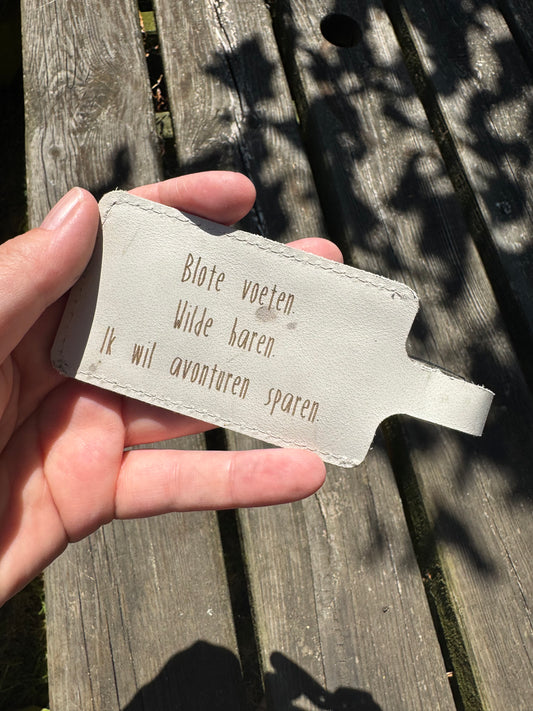 Blote voeten.
Wilde haren.
Ik wil avonturen sparen.